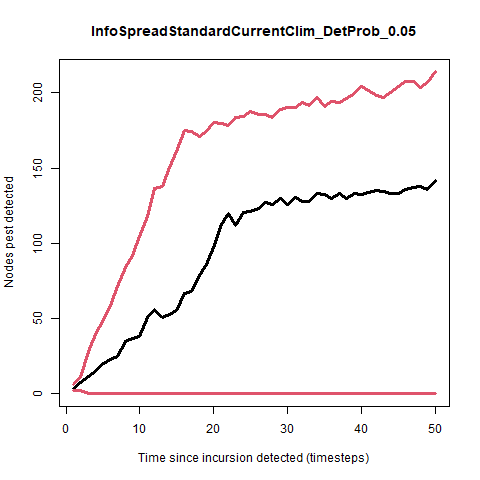 InfoSpreadStandardCurrentClim_DetProb_0.05
Nodes pest detected
200
150
100
50
0
0 10 20 30 40 50
Time since incursion detected (timesteps)